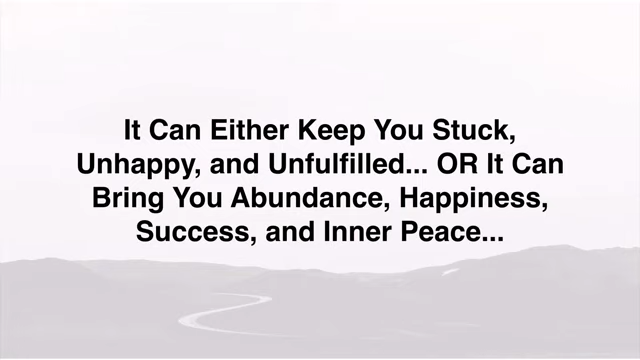 It Can Either Keep You Stuck,
Unhappy, and Unfulfilled... OR It Can
Bring You Abundance, Happiness,
Success, and Inner Peace...